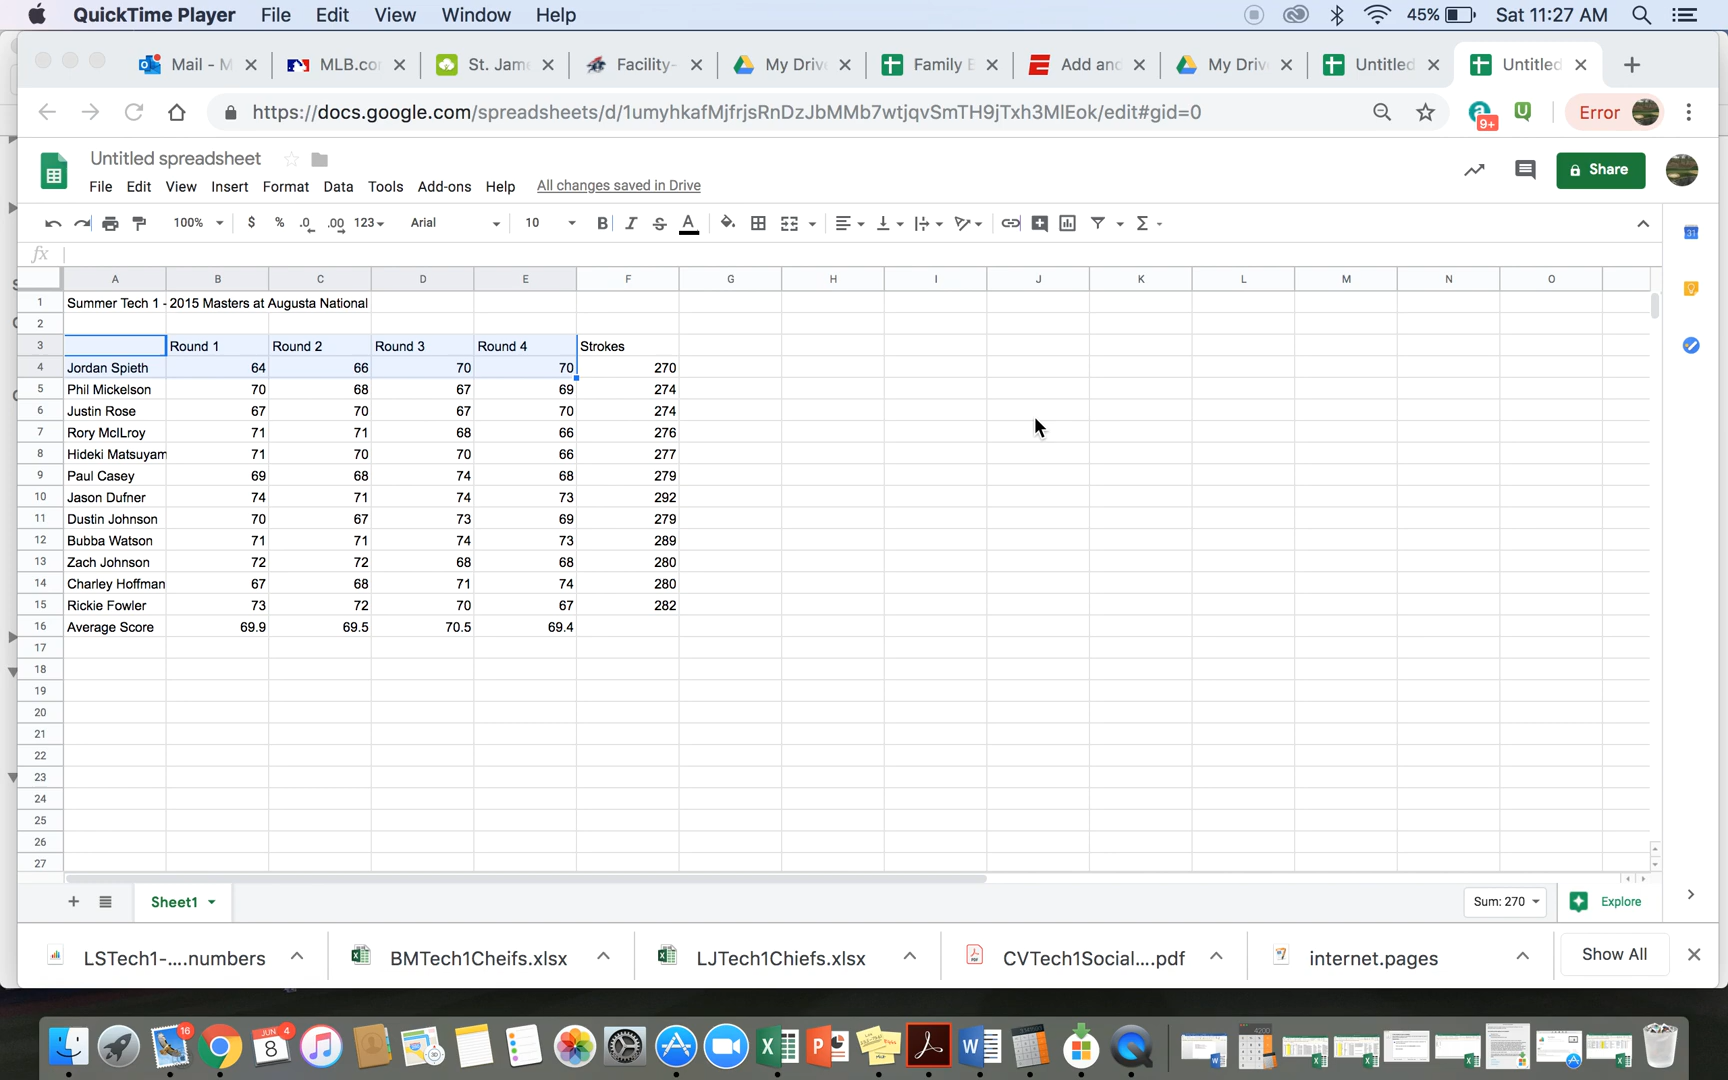 QuickTime Player File Edit View Window Help 45% Sat 11:27 AM
Mail - M MLB.cor St. Jame Facility- My Driv Family E Add and My Driv Untitled Untitled
https://docs.google.com/spreadsheets/d/1umyhkafMjfrjsRnDzJbMMb7wtjqvSmTH9jTxh3MlEok/edit#gid=0 9+ Error
Untitled spreadsheet
File Edit View Insert Format Data Tools Add-ons Help All changes saved in Drive Share
100% $ % .0 .00 123 Arial 10 B I S A Σ 31
fx
A B C D E F G H I J K L M N O
1 Summer Tech 1 - 2015 Masters at Augusta National
2
3 Round 1 Round 2 Round 3 Round 4 Strokes
4 Jordan Spieth 64 66 70 70 270
5 Phil Mickelson 70 68 67 69 274
6 Justin Rose 67 70 67 70 274
7 Rory McILroy 71 71 68 66 276
8 Hideki Matsuyam 71 70 70 66 277
9 Paul Casey 69 68 74 68 279
10 Jason Dufner 74 71 74 73 292
11 Dustin Johnson 70 67 73 69 279
12 Bubba Watson 71 71 74 73 289
13 Zach Johnson 72 72 68 68 280
14 Charley Hoffman 67 68 71 74 280
15 Rickie Fowler 73 72 70 67 282
16 Average Score 69.9 69.5 70.5 69.4
17
18
19
20
21
22
23
24
25
26
27
Sheet1 Sum: 270 Explore
LSTech1-....numbers BMTech1Cheifs.xlsx LJTech1Chiefs.xlsx CVTech1Social....pdf internet.pages Show All
16 JUN 8 4 X P W